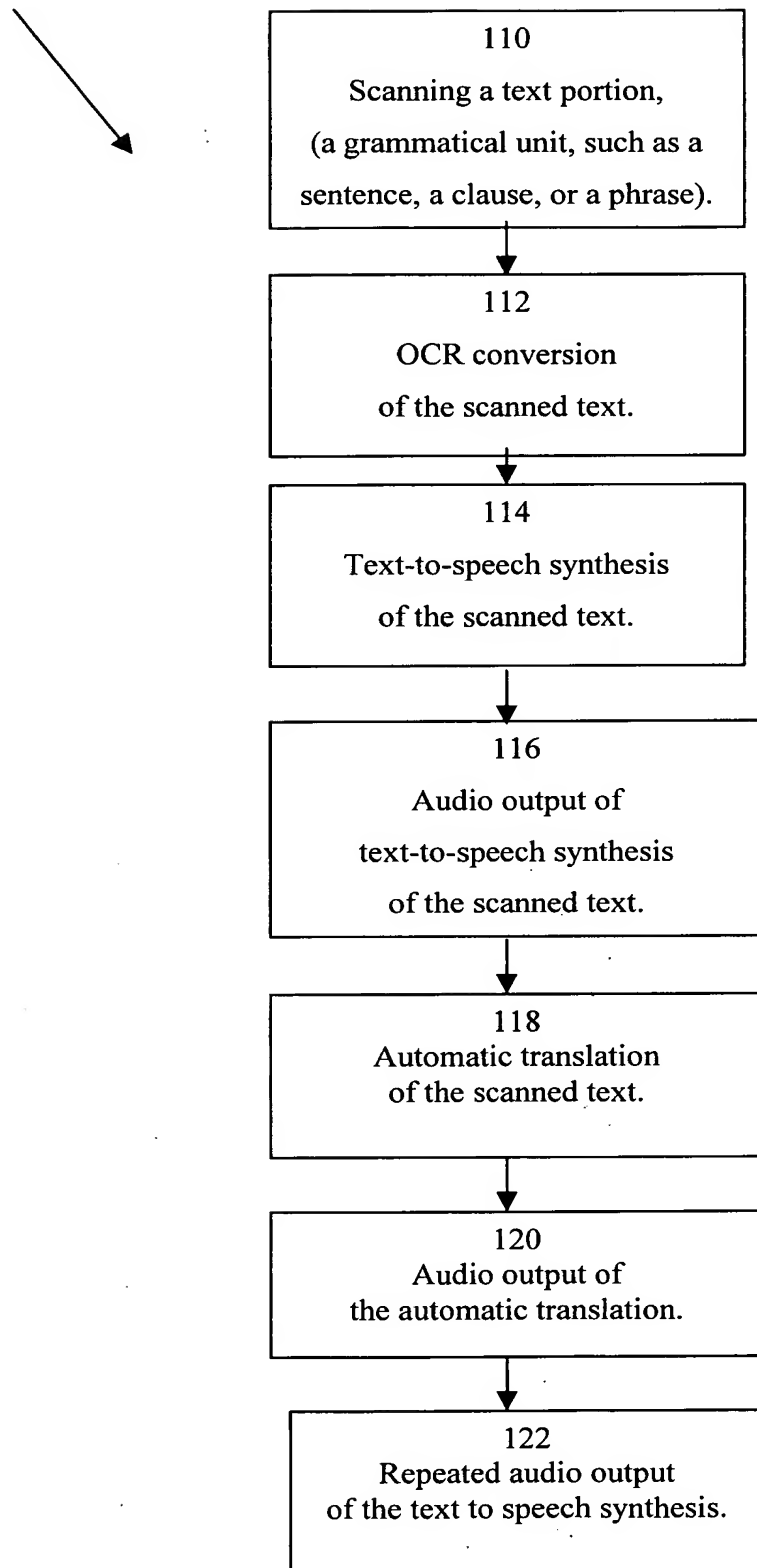 110
Scanning a text portion,
(a grammatical unit, such as a
sentence, a clause, or a phrase).
112
OCR conversion
of the scanned text.
114
Text-to-speech synthesis
of the scanned text.
116
Audio output of
text-to-speech synthesis
of the scanned text.
118
Automatic translation
of the scanned text.
120
Audio output of
the automatic translation.
122
Repeated audio output
of the text to speech synthesis.